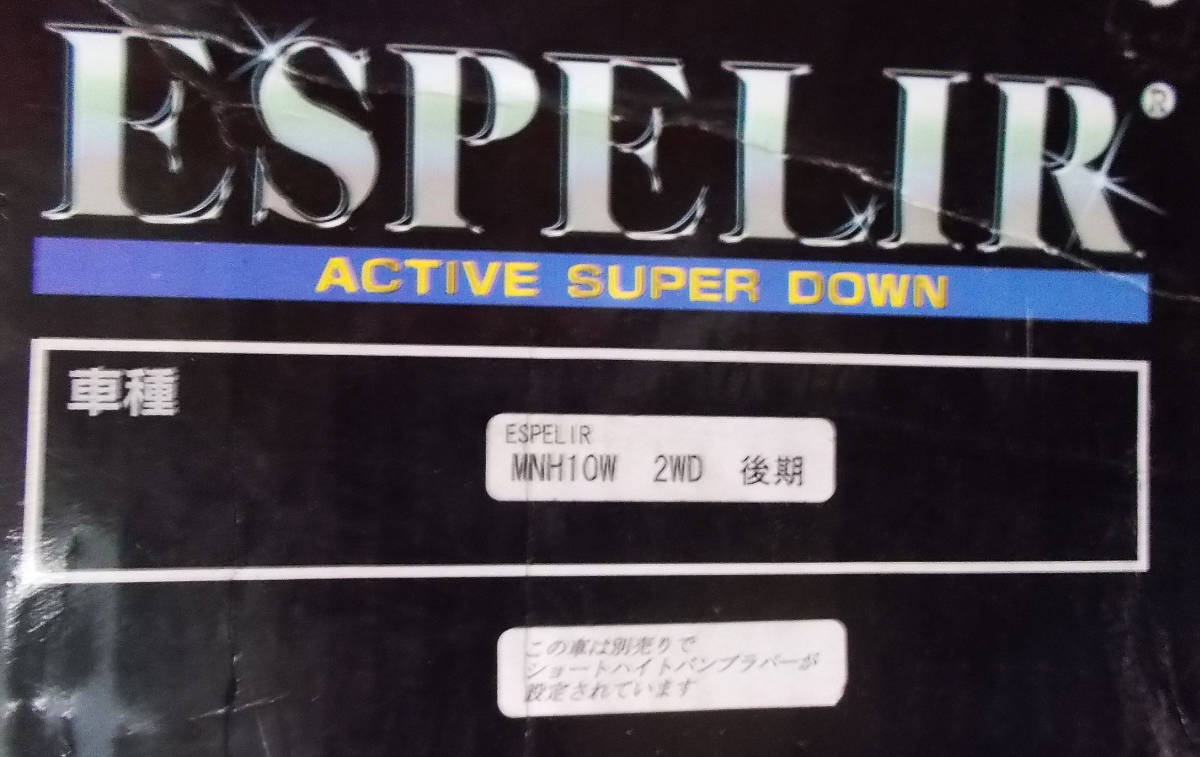 ESPELIR®
ACTIVE SUPER DOWN
車種
ESPELIR
MNH10W 2WD 後期
この車は別売りで
ショートハイトバンプラバーが
設定されています